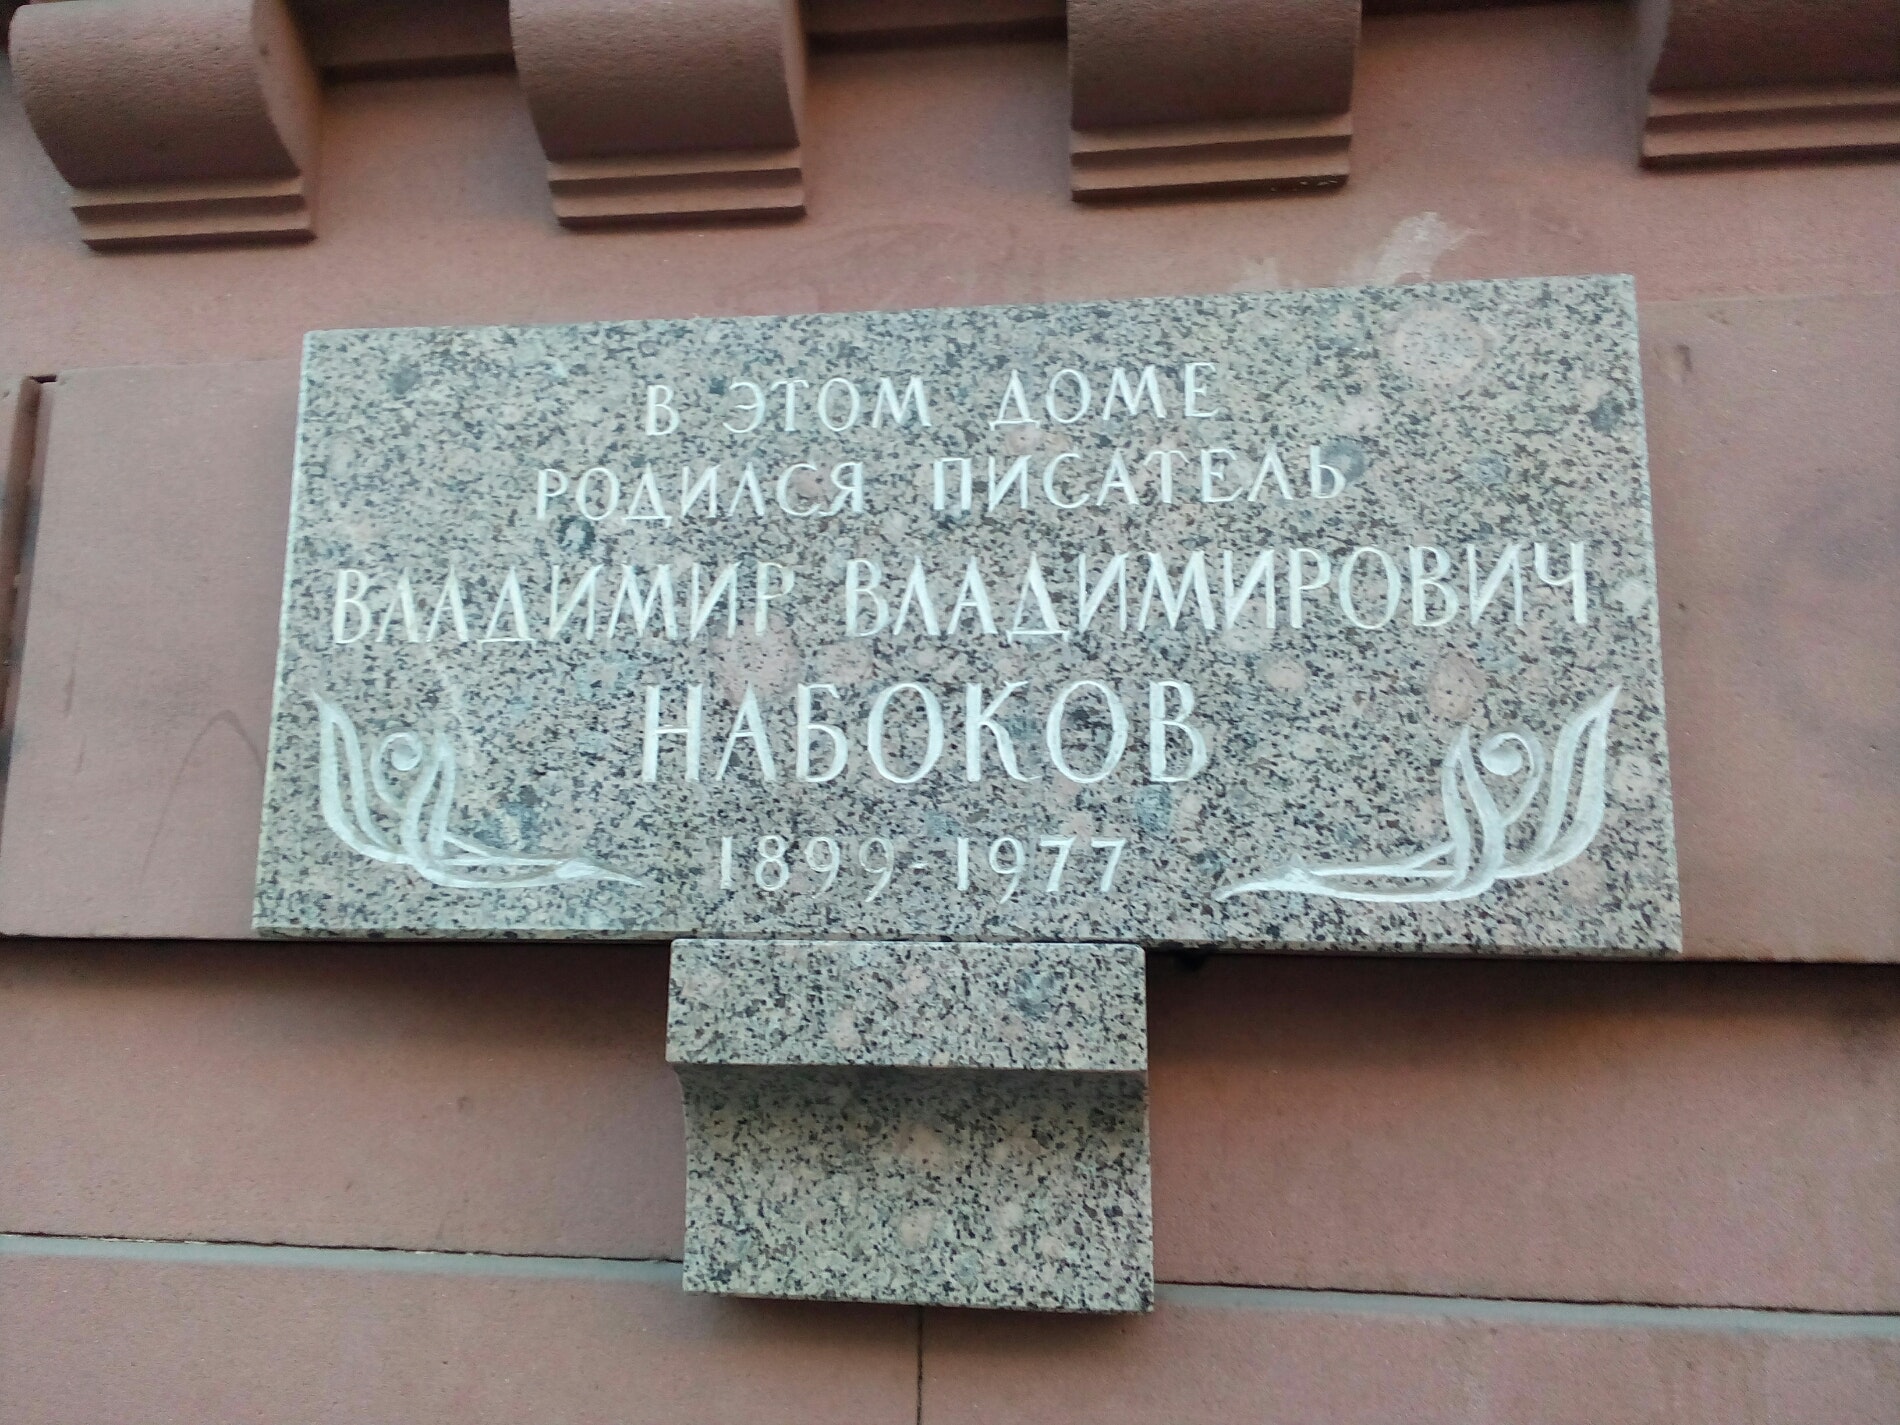 В ЭТОМ ДОМЕ
РОДИЛСЯ ПИСАТЕЛЬ
ВЛАДИМИР ВЛАДИМИРОВИЧ
НАБОКОВ
1899-1977